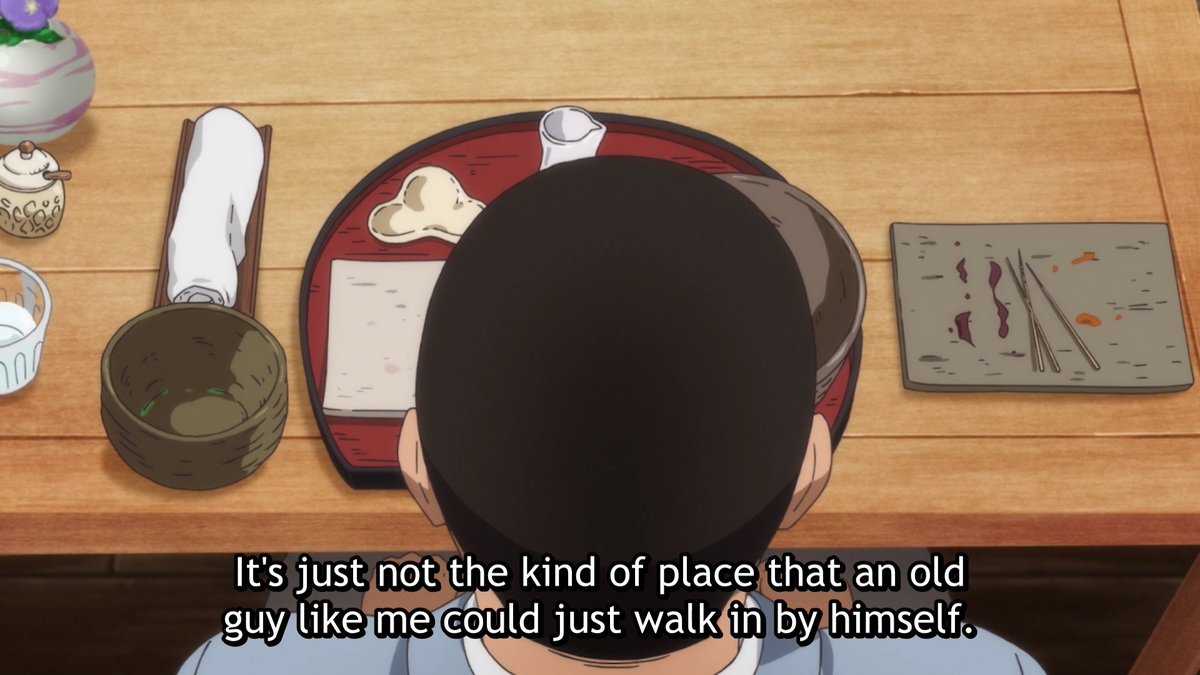 It's just not the kind of place that an old
guy like me could just walk in by himself.